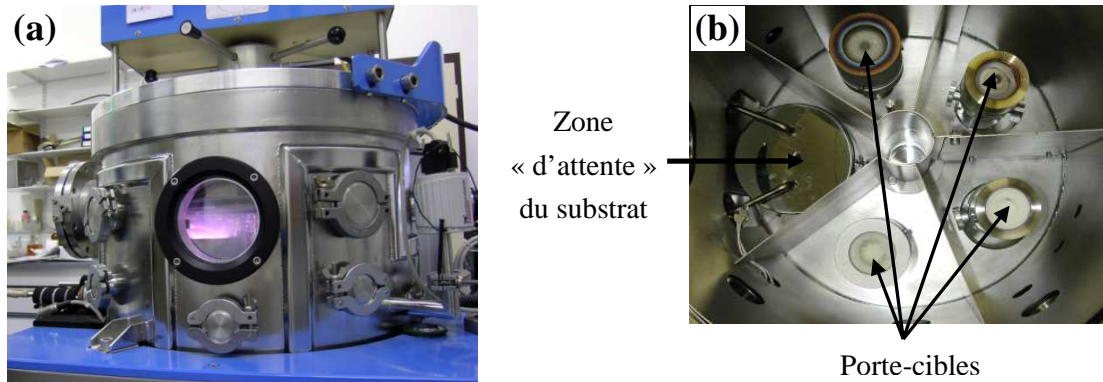 (a)
(b)
Zone
« d’attente »
du substrat
Porte-cibles